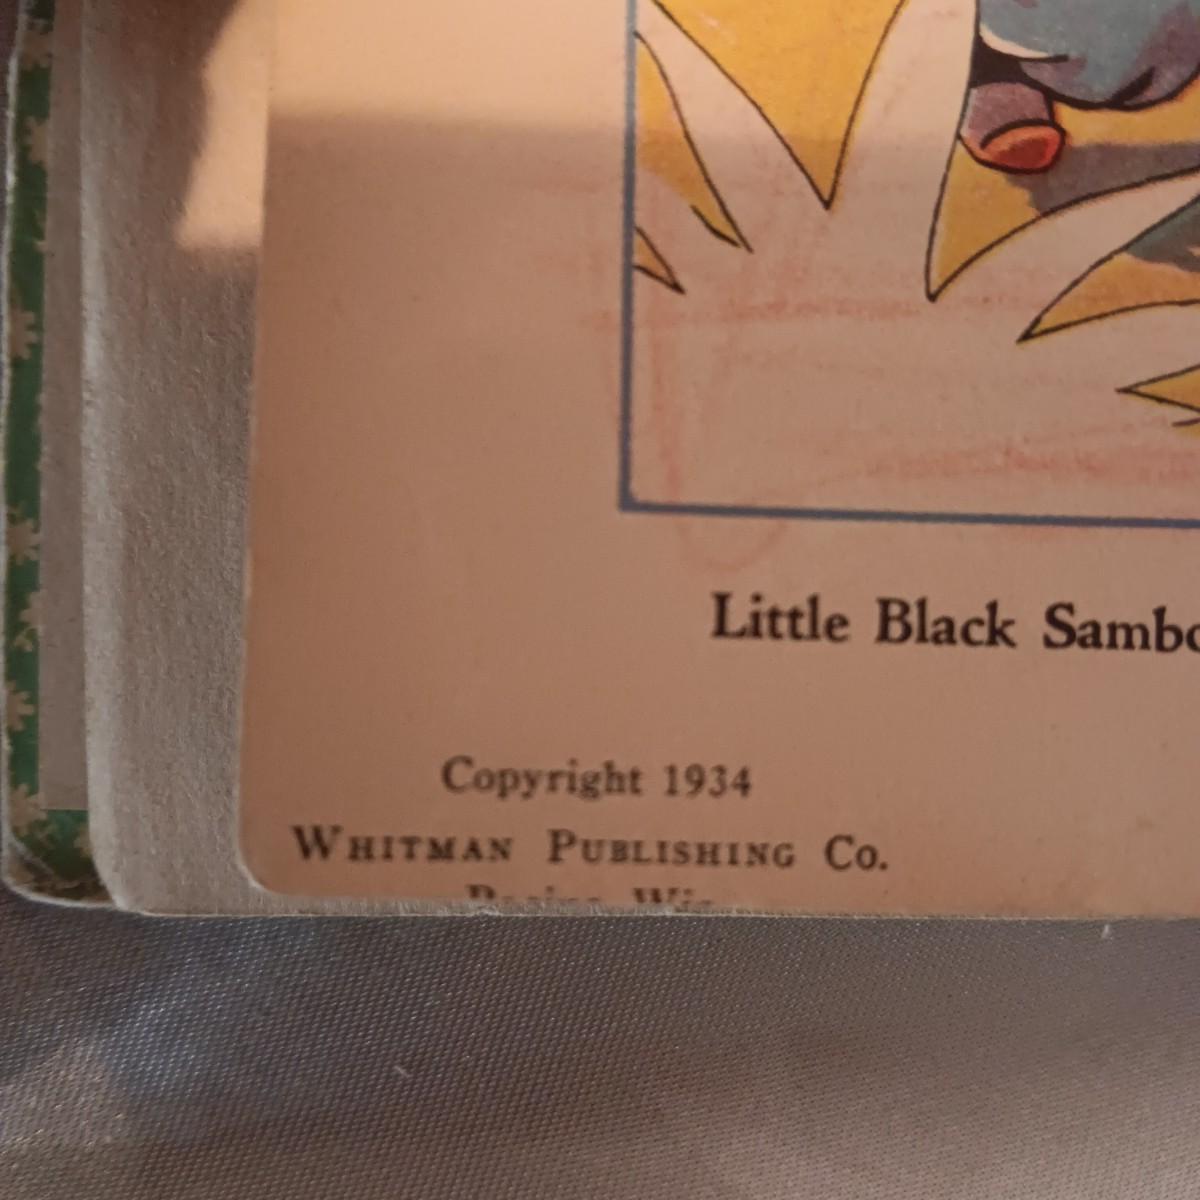 Little Black Sambo
Copyright 1934
WHITMAN PUBLISHING Co.